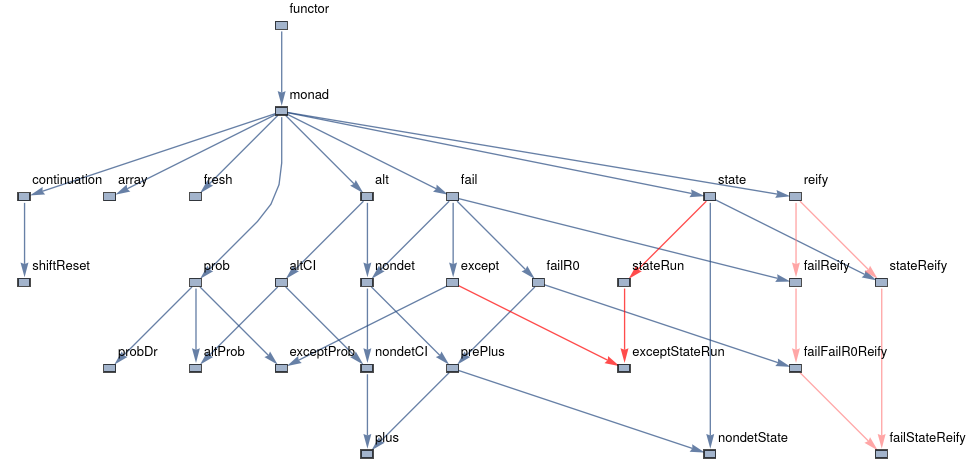 functor
monad
continuation
array
fresh
alt
fail
state
reify
shiftReset
prob
altCI
nondet
except
failR0
stateRun
failReify
stateReify
probDr
altProb
exceptProb
nondetCI
prePlus
exceptStateRun
failFailR0Reify
plus
nondetState
failStateReify